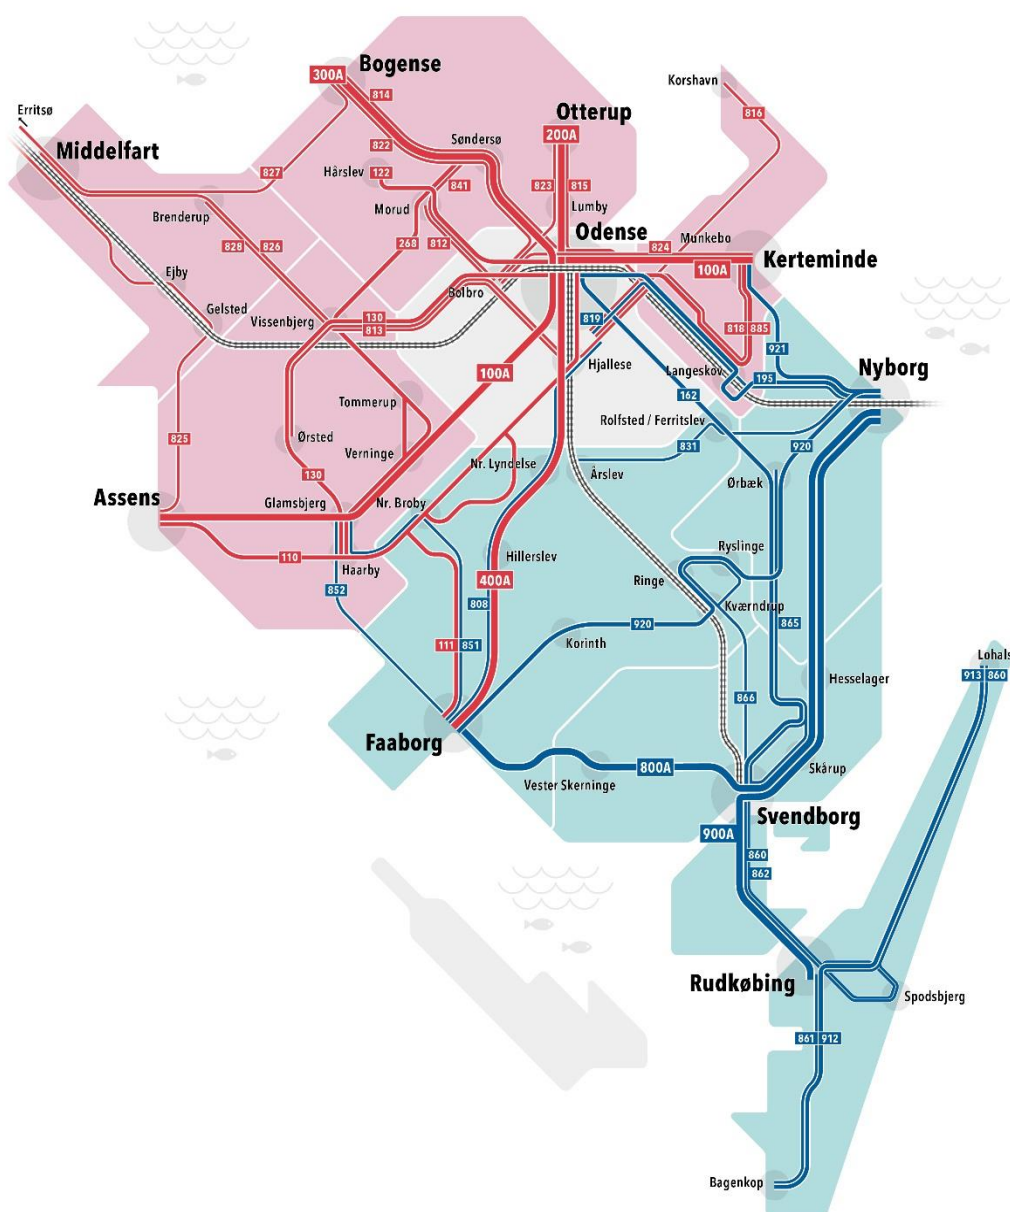 Bogense
300A
814
Korshavn
816
Otterup
200A
Erritsø
Middelfart
822
Søndersø
Hårslev
122
827
841
823
815
Morud
Lumby
Brenderup
Odense
828
826
268
812
824
Munkebo
100A
Kerteminde
Ejby
Bolbro
Gelsted
Vissenbjerg
130
813
819
818
885
921
Nyborg
Hjallese
Langeskov
195
100A
162
Tommerup
Rolfsted / Ferritslev
920
831
825
Ørsted
Verninge
130
Nr. Lyndelse
Årslev
Ørbæk
Assens
Glamsbjerg
Nr. Broby
110
Haarby
Hillerslev
Ryslinge
400A
Ringe
852
808
Kværndrup
920
865
111
851
Korinth
Lohals
913
860
Hesselager
866
Faaborg
800A
Skårup
Vester Skerninge
Svendborg
900A
860
862
Rudkøbing
Spodsbjerg
861
912
Bagenkop